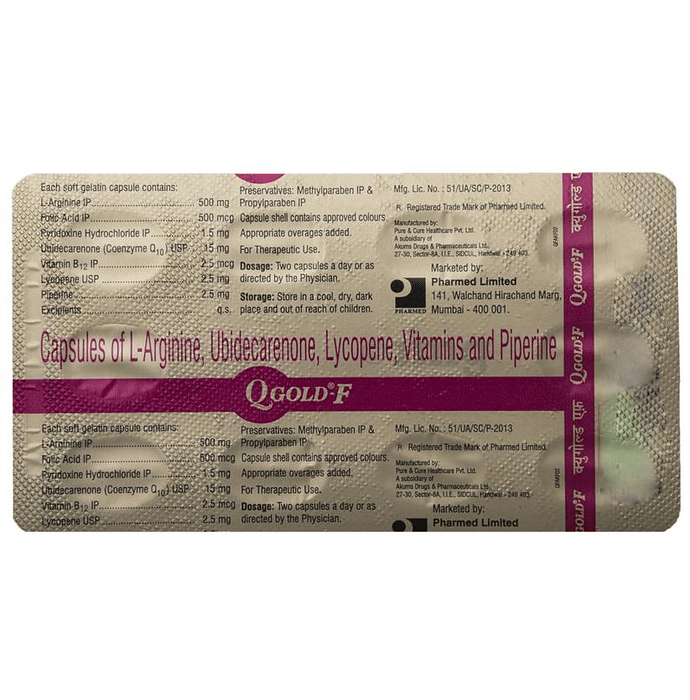 Each soft gelatin capsule contains:
L-Arginine IP.......................... 500 mg
Folic Acid IP.......................... 500 mcg
Pyridoxine Hydrochloride IP............ 1.5 mg
Ubidecarenone (Coenzyme Q10) USP 15 mg
Vitamin B12 IP......................... 2.5 mcg
Lycopene USP........................... 2.5 mg
Piperine............................... 2.5 mg
Excipients............................. q.s.
Preservatives: Methylparaben IP &
Propylparaben IP
Capsule shell contains approved colours.
Appropriate overages added.
For Therapeutic Use.
Dosage: Two capsules a day or as
directed by the Physician.
Storage: Store in a cool, dry, dark
place and out of reach of children.
Mfg. Lic. No. : 51/UA/SC/P-2013
R Registered Trade Mark of Pharmed Limited.
Manufactured by:
Pure & Cure Healthcare Pvt. Ltd.
A subsidiary of
Akums Drugs & Pharmaceuticals Ltd.
27-30, Sector-8A, I.I.E., SIDCUL, Haridwar - 249 403.
Marketed by:
Pharmed Limited
141, Walchand Hirachand Marg,
Mumbai - 400 001.
PHARMED
Capsules of L-Arginine, Ubidecarenone, Lycopene, Vitamins and Piperine
QGOLD®-F
Each soft gelatin capsule contains:
L-Arginine IP.......................... 500 mg
Folic Acid IP.......................... 500 mcg
Pyridoxine Hydrochloride IP............ 1.5 mg
Ubidecarenone (Coenzyme Q10) USP 15 mg
Vitamin B12 IP......................... 2.5 mcg
Lycopene USP........................... 2.5 mg
Preservatives: Methylparaben IP &
Propylparaben IP
Capsule shell contains approved colours.
Appropriate overages added.
For Therapeutic Use.
Dosage: Two capsules a day or as
directed by the Physician.
Mfg. Lic. No. : 51/UA/SC/P-2013
R Registered Trade Mark of Pharmed Limited.
Manufactured by:
Pure & Cure Healthcare Pvt. Ltd.
A subsidiary of
Akums Drugs & Pharmaceuticals Ltd.
27-30, Sector-8A, I.I.E., SIDCUL, Haridwar - 249 403.
Marketed by:
Pharmed Limited
GOLD®-F क्युगोल्ड एफ़ QGOLD®-F क्युगोल्ड एफ़ QGOLD®-F क्युगोल्ड